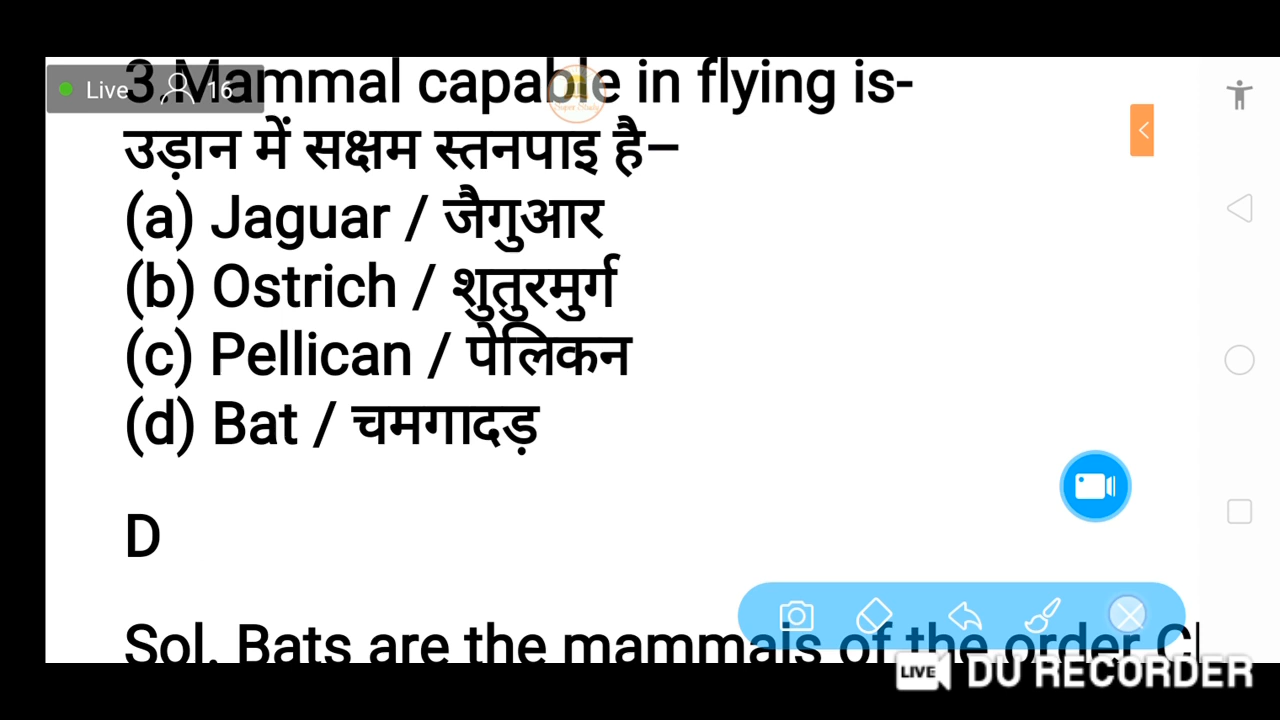 Live 16
3.Mammal capable in flying is-
उड़ान में सक्षम स्तनपाइ है–
(a) Jaguar / जैगुआर
(b) Ostrich / शुतुरमुर्ग
(c) Pellican / पेलिकन
(d) Bat / चमगादड़
D
Sol. Bats are the mammals of the order
LIVE DU RECORDER